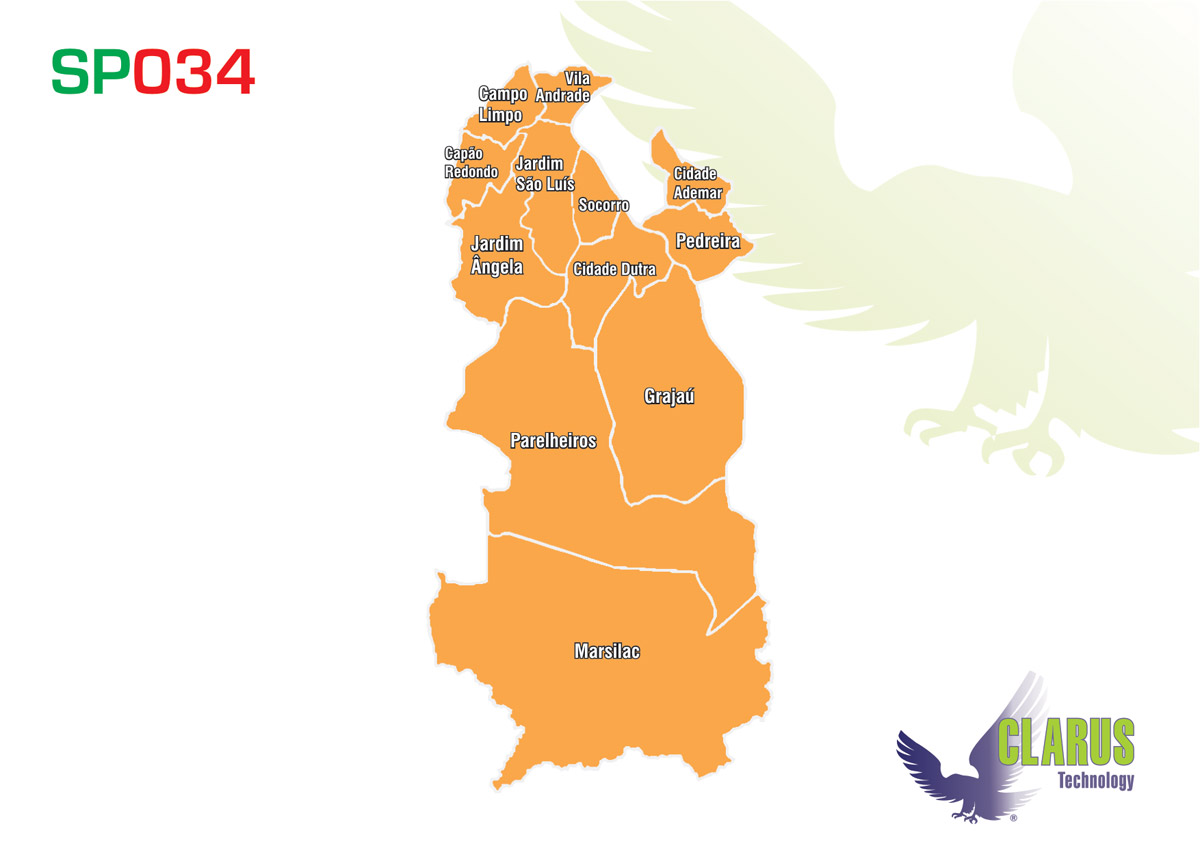 SP034
Vila
Andrade
Campo
Limpo
Capão
Redondo
Jardim
São Luís
Cidade
Ademar
Socorro
Pedreira
Jardim
Ângela
Cidade Dutra
Grajaú
Parelheiros
Marsilac
CLARUS
Technology
®